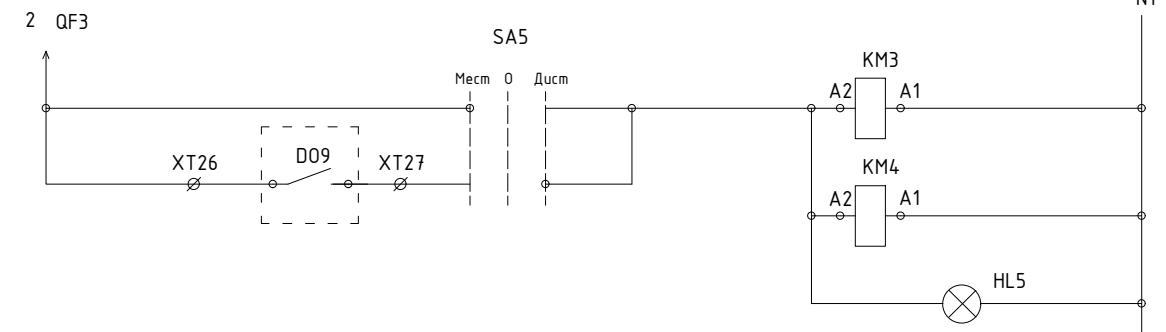 N1
2 QF3
SA5
Мест 0 Дист
KM3
A2 A1
XT26 DO9 XT27
KM4
A2 A1
HL5